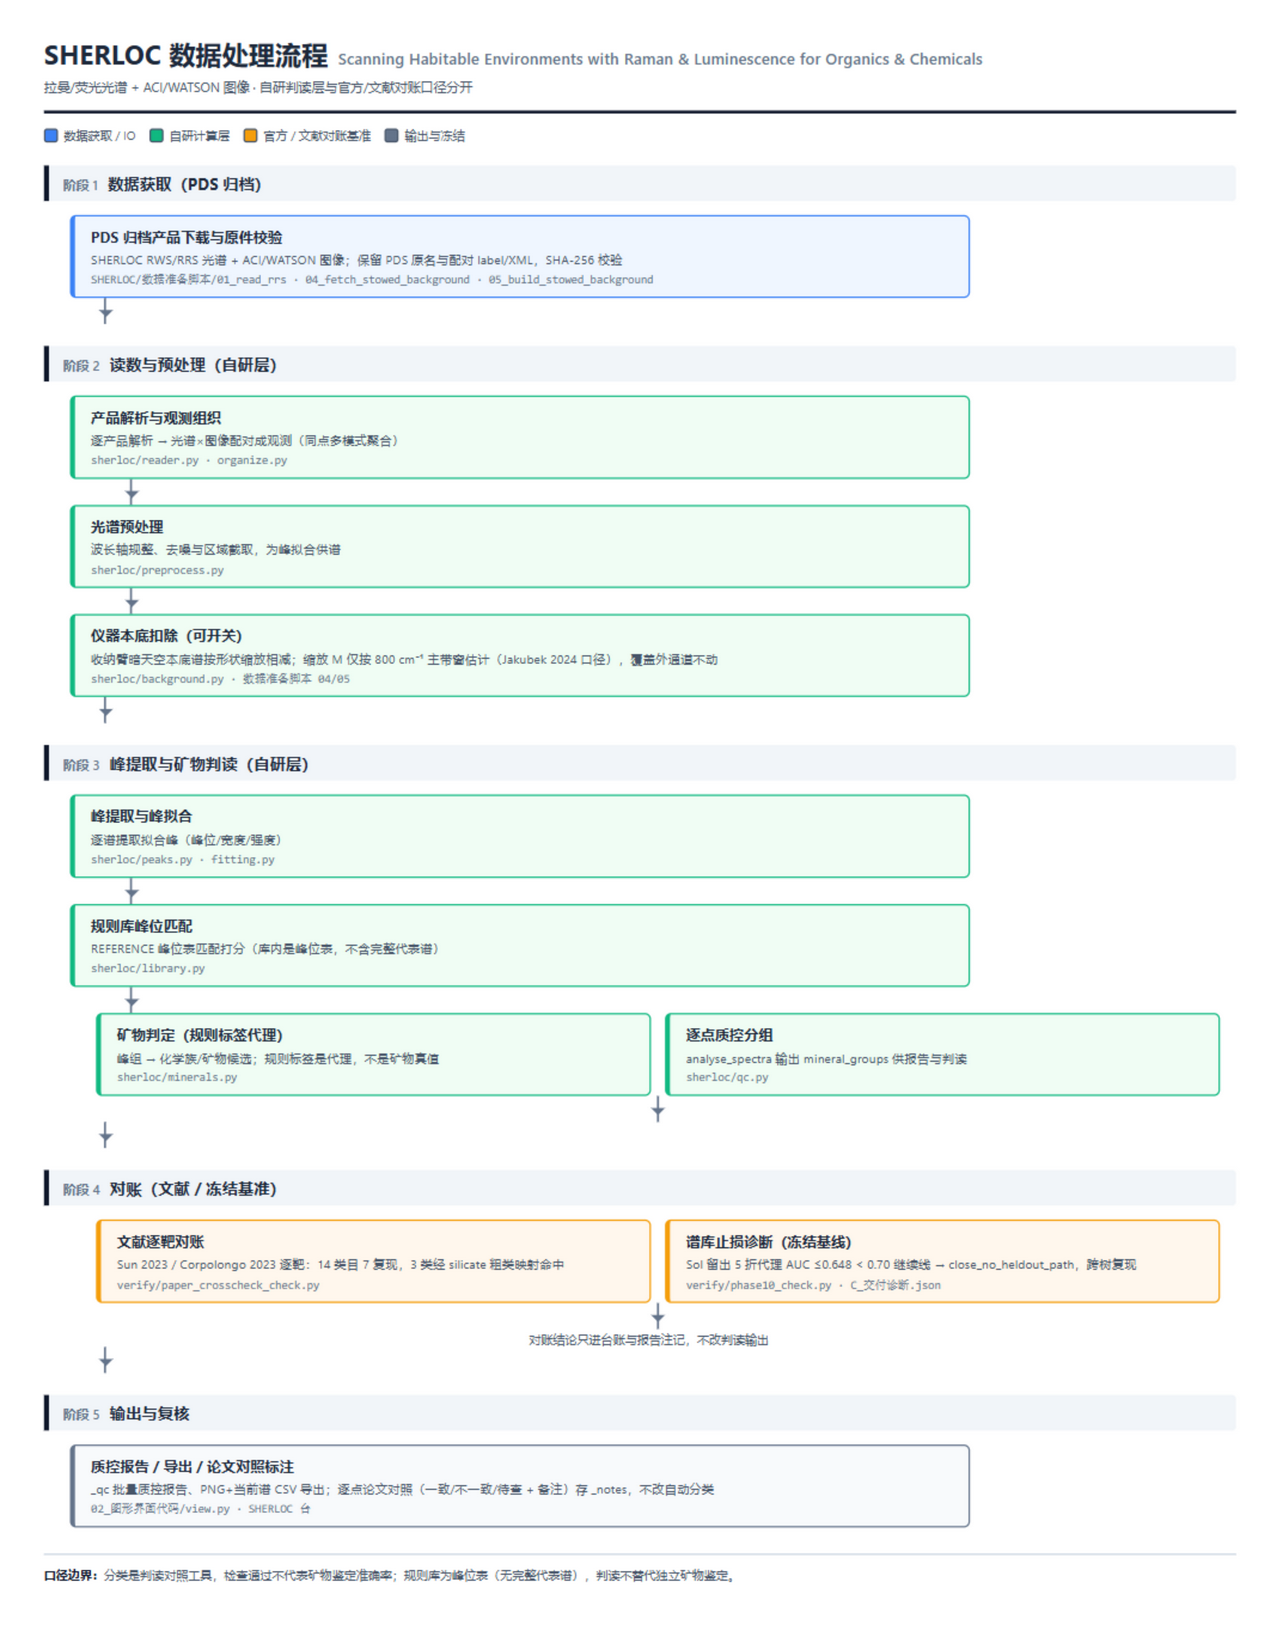 SHERLOC 数据处理流程 Scanning Habitable Environments with Raman & Luminescence for Organics & Chemicals
拉曼/荧光光谱 + ACI/WATSON 图像 · 自研判读层与官方/文献对账口径分开
数据获取 / IO 自研计算层 官方 / 文献对账基准 输出与冻结
阶段 1 数据获取（PDS 归档）
PDS 归档产品下载与原件校验
SHERLOC RWS/RRS 光谱 + ACI/WATSON 图像；保留 PDS 原名与配对 label/XML，SHA-256 校验
SHERLOC/数据准备脚本/01_read_rrs · 04_fetch_stowed_background · 05_build_stowed_background
阶段 2 读数与预处理（自研层）
产品解析与观测组织
逐产品解析 → 光谱×图像配对成观测（同点多模式聚合）
sherloc/reader.py · organize.py
光谱预处理
波长轴规整、去噪与区域截取，为峰拟合供谱
sherloc/preprocess.py
仪器本底扣除（可开关）
收纳臂暗天空本底谱按形状缩放相减；缩放 M 仅按 800 cm⁻¹ 主带窗估计（Jakubek 2024 口径），覆盖外通道不动
sherloc/background.py · 数据准备脚本 04/05
阶段 3 峰提取与矿物判读（自研层）
峰提取与峰拟合
逐谱提取拟合峰（峰位/宽度/强度）
sherloc/peaks.py · fitting.py
规则库峰位匹配
REFERENCE 峰位表匹配打分（库内是峰位表，不含完整代表谱）
sherloc/library.py
矿物判定（规则标签代理）
峰组 → 化学族/矿物候选；规则标签是代理，不是矿物真值
sherloc/minerals.py
逐点质控分组
analyse_spectra 输出 mineral_groups 供报告与判读
sherloc/qc.py
阶段 4 对账（文献 / 冻结基准）
文献逐靶对账
Sun 2023 / Corpolongo 2023 逐靶：14 类目 7 复现，3 类经 silicate 粗类映射命中
verify/paper_crosscheck_check.py
谱库止损诊断（冻结基线）
Sol 留出 5 折代理 AUC ≤0.648 < 0.70 继续线 → close_no_heldout_path，跨树复现
verify/phase10_check.py · C_交付诊断.json
对账结论只进台账与报告注记，不改判读输出
阶段 5 输出与复核
质控报告 / 导出 / 论文对照标注
_qc 批量质控报告、PNG+当前谱 CSV 导出；逐点论文对照（一致/不一致/待查 + 备注）存 _notes，不改自动分类
02_图形界面代码/view.py · SHERLOC 台
口径边界：分类是判读对照工具，检查通过不代表矿物鉴定准确率；规则库为峰位表（无完整代表谱），判读不替代独立矿物鉴定。